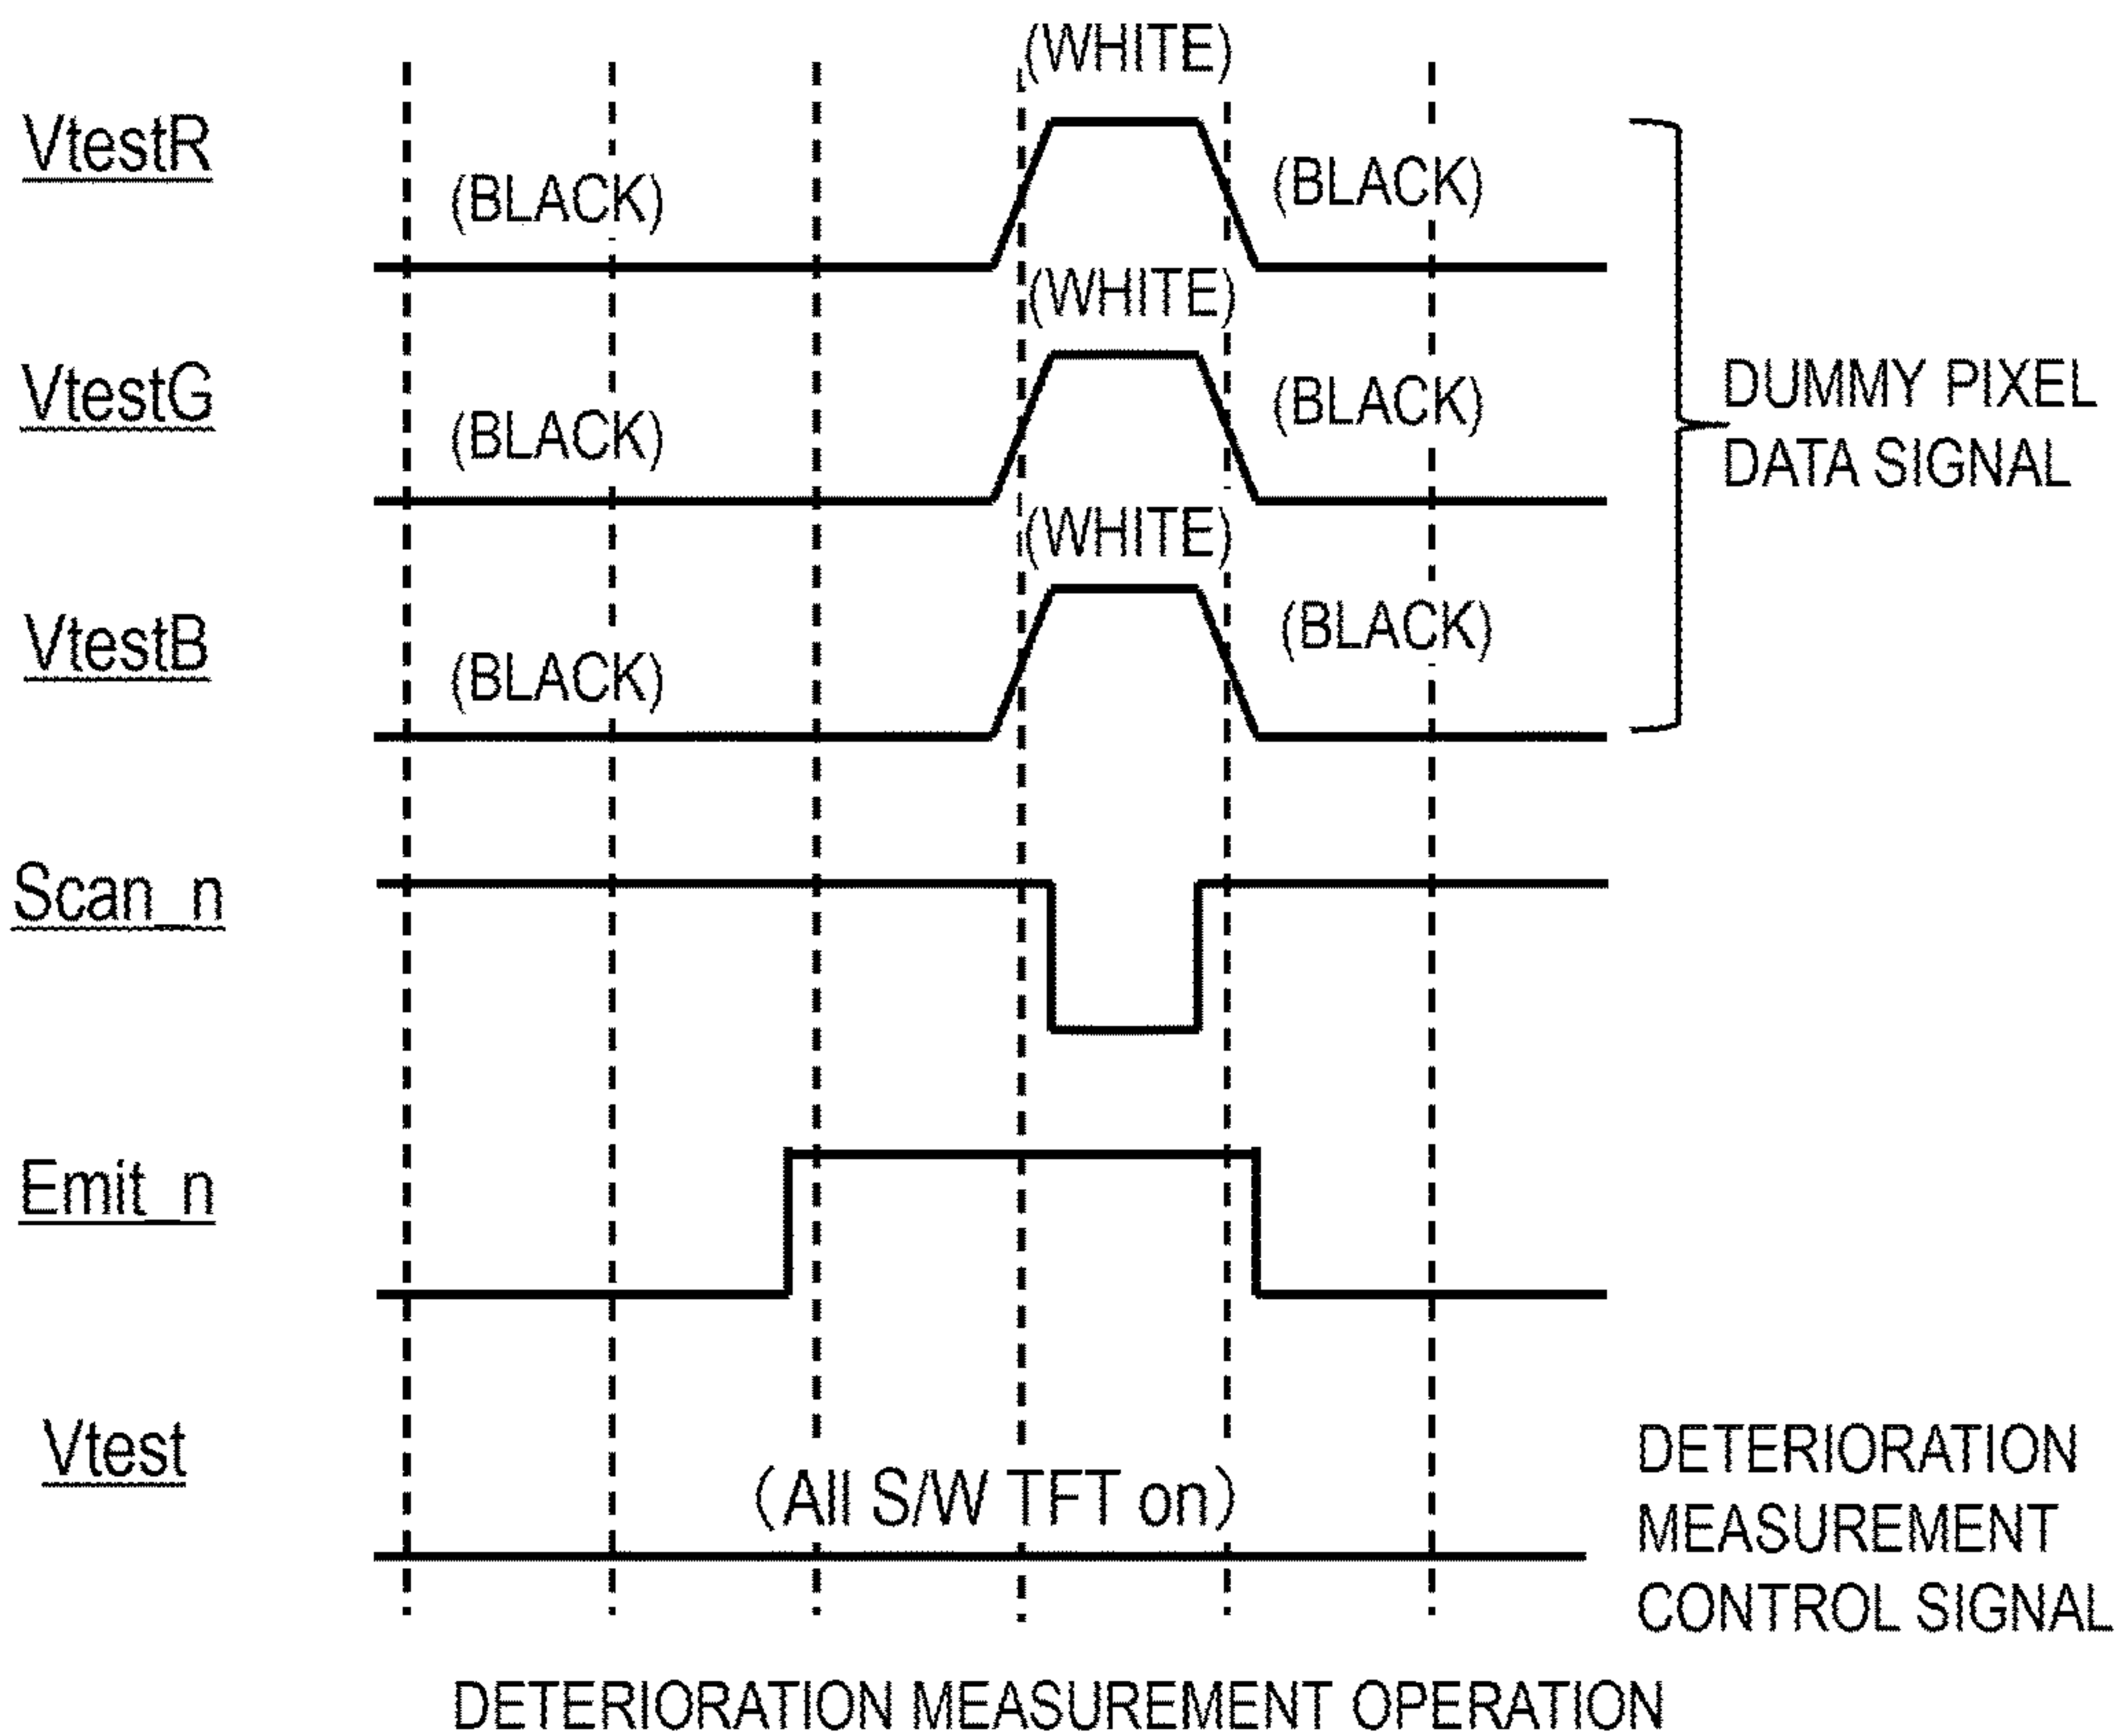 (WHITE)
VtestR
(BLACK)
(BLACK)
(WHITE)
VtestG
(BLACK)
(BLACK)
DUMMY PIXEL
DATA SIGNAL
(WHITE)
VtestB
(BLACK)
(BLACK)
Scan_n
Emit_n
Vtest
(All S/W TFT on)
DETERIORATION
MEASUREMENT
CONTROL SIGNAL
DETERIORATION MEASUREMENT OPERATION